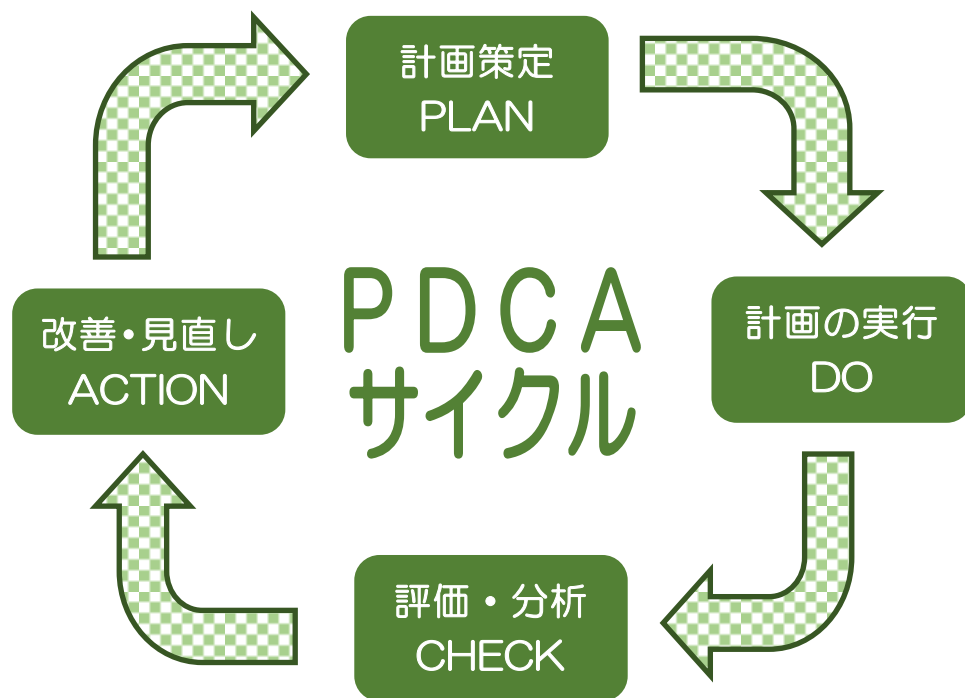 計画策定
PLAN
PDCA
サイクル
計画の実行
DO
評価・分析
CHECK
改善・見直し
ACTION